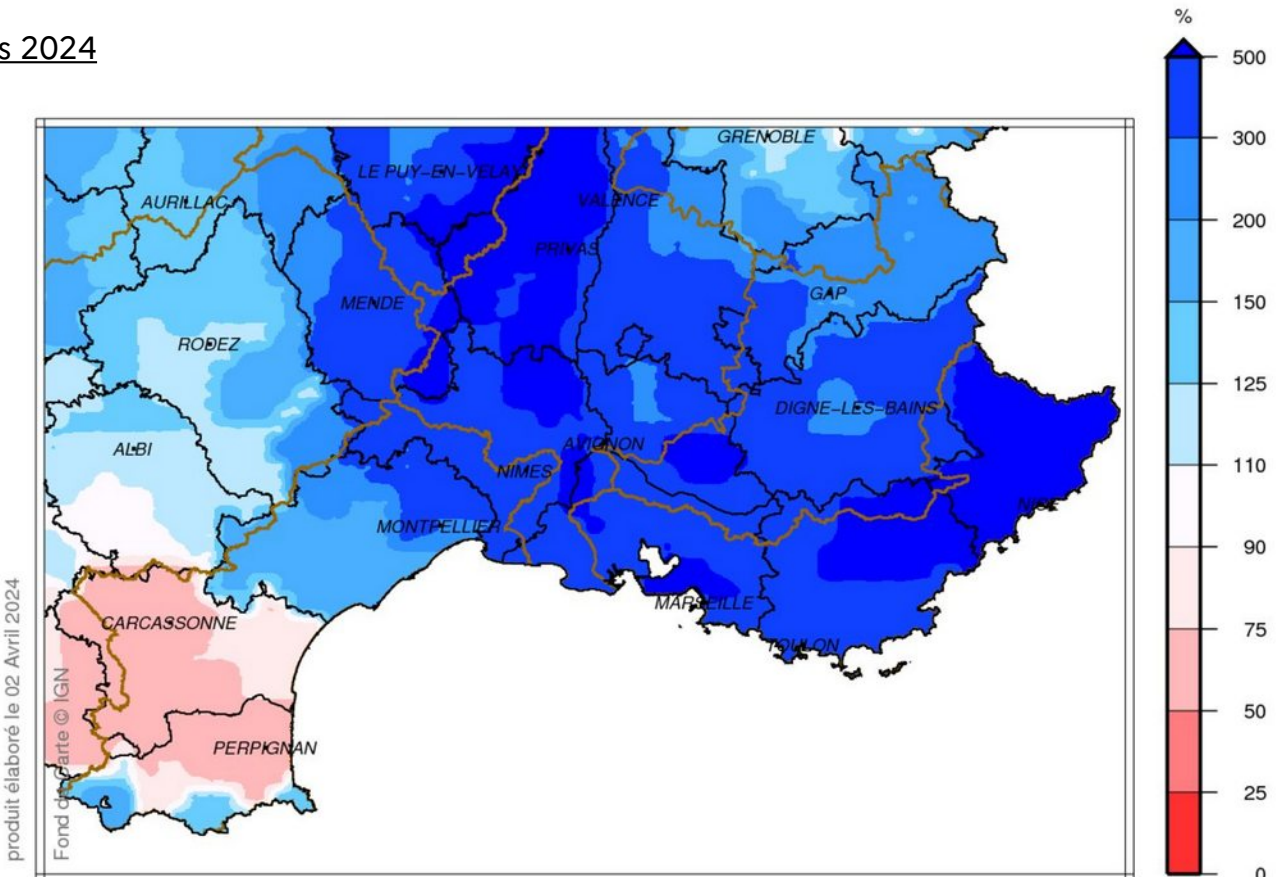 s 2024
%
500
300
200
150
125
110
90
75
50
25
0
GRENOBLE
LE PUY-EN-VELAY
AURILLAC
VALENCE
PRIVAS
GAP
MENDE
RODEZ
DIGNE-LES-BAINS
ALBI
AVIGNON
NIMES
NICE
MONTPELLIER
MARSEILLE
CARCASSONNE
TOULON
PERPIGNAN
produit élaboré le 02 Avril 2024
Fond de Carte © IGN